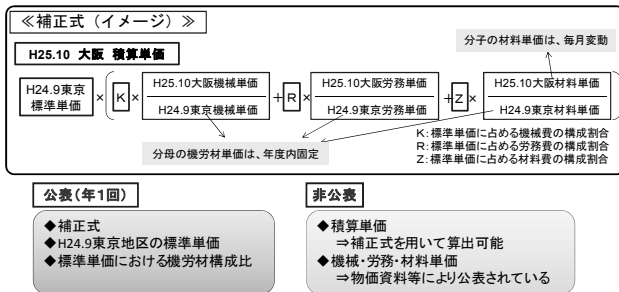 ≪補正式（イメージ）≫
分子の材料単価は、毎月変動
H25.10 大阪 積算単価
H24.9東京
標準単価
×
K
×
H25.10大阪機械単価
H24.9東京機械単価
+
R
×
H25.10大阪労務単価
H24.9東京労務単価
+
Z
×
H25.10大阪材料単価
H24.9東京材料単価
分母の機労材単価は、年度内固定
K：標準単価に占める機械費の構成割合
R：標準単価に占める労務費の構成割合
Z：標準単価に占める材料費の構成割合
公表（年1回）
◆補正式
◆H24.9東京地区の標準単価
◆標準単価における機労材構成比
非公表
◆積算単価
⇒補正式を用いて算出可能
◆機械・労務・材料単価
⇒物価資料等により公表されている